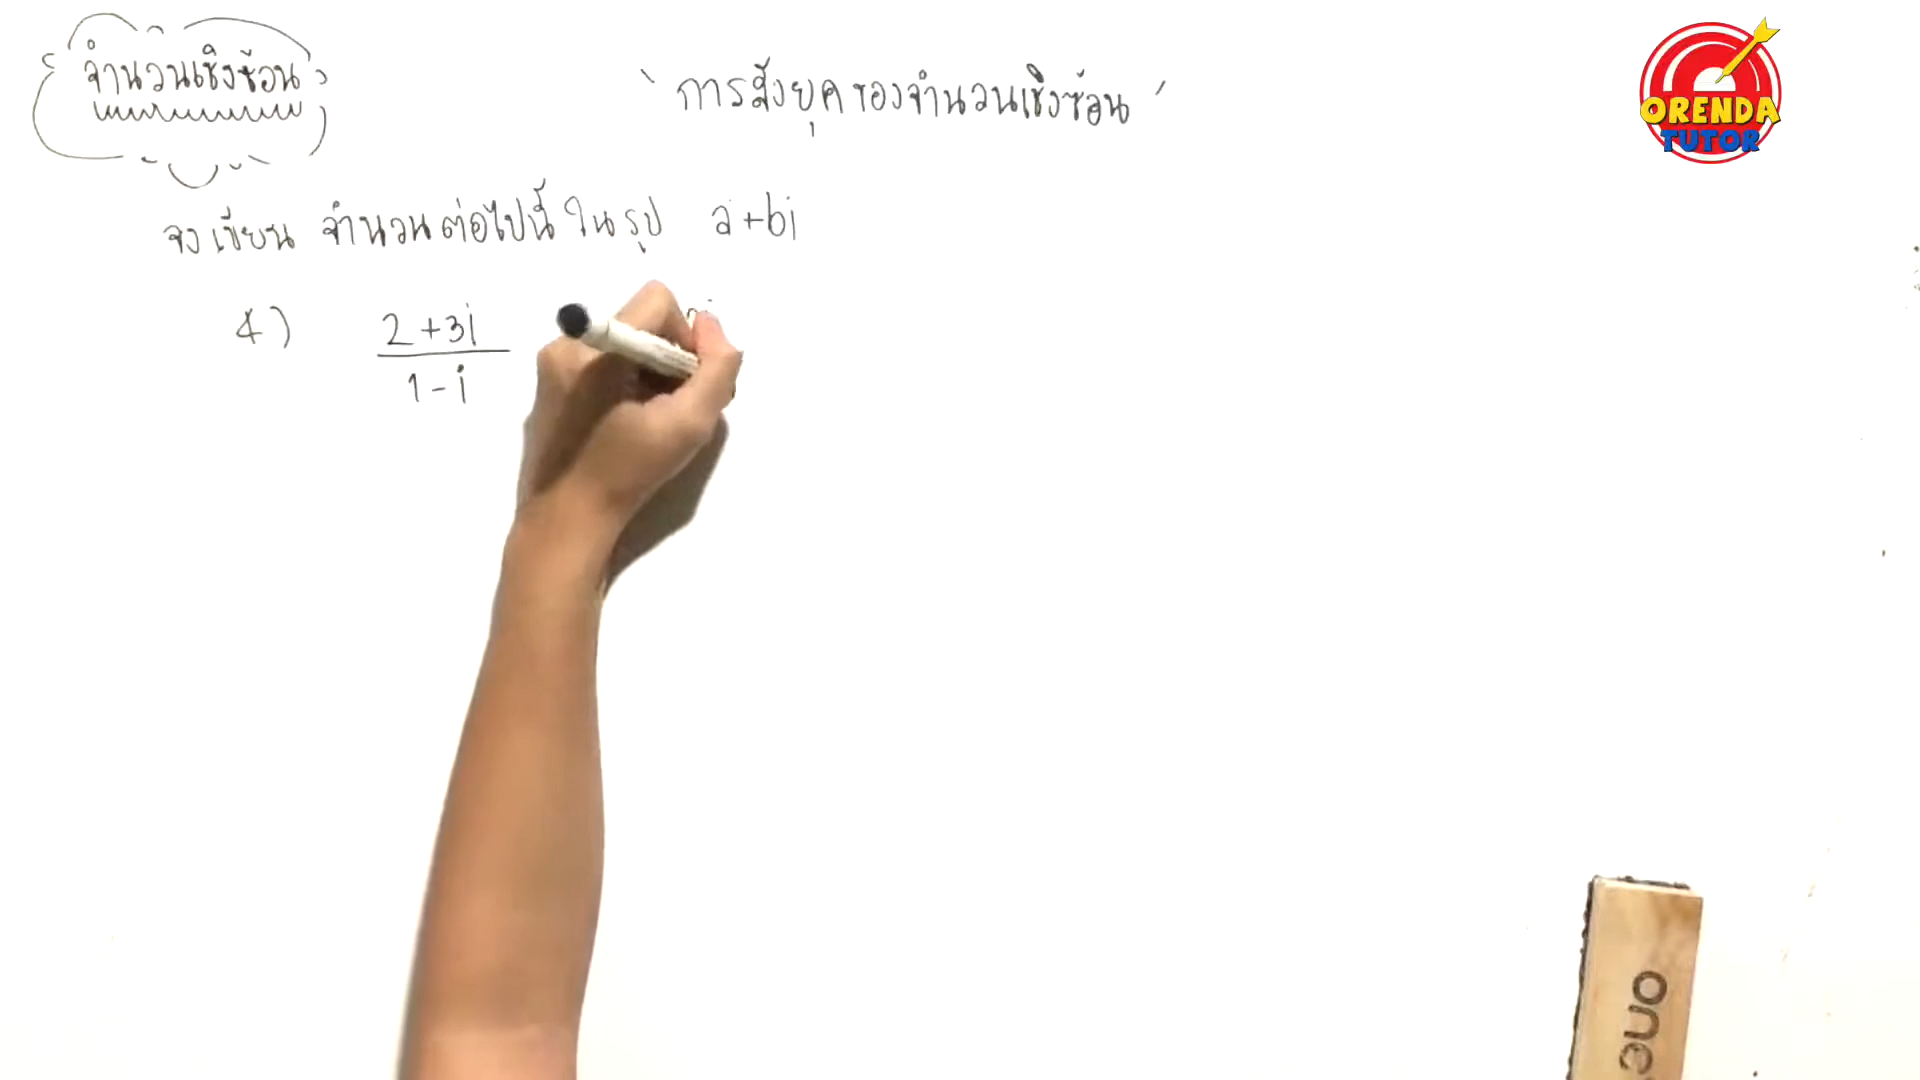 จำนวนเชิงซ้อน
" การสังยุคของจำนวนเชิงซ้อน "
จงเขียน จำนวนต่อไปนี้ ในรูป a+bi
4) 2+3i
1-i
ORENDA
TUTOR
one